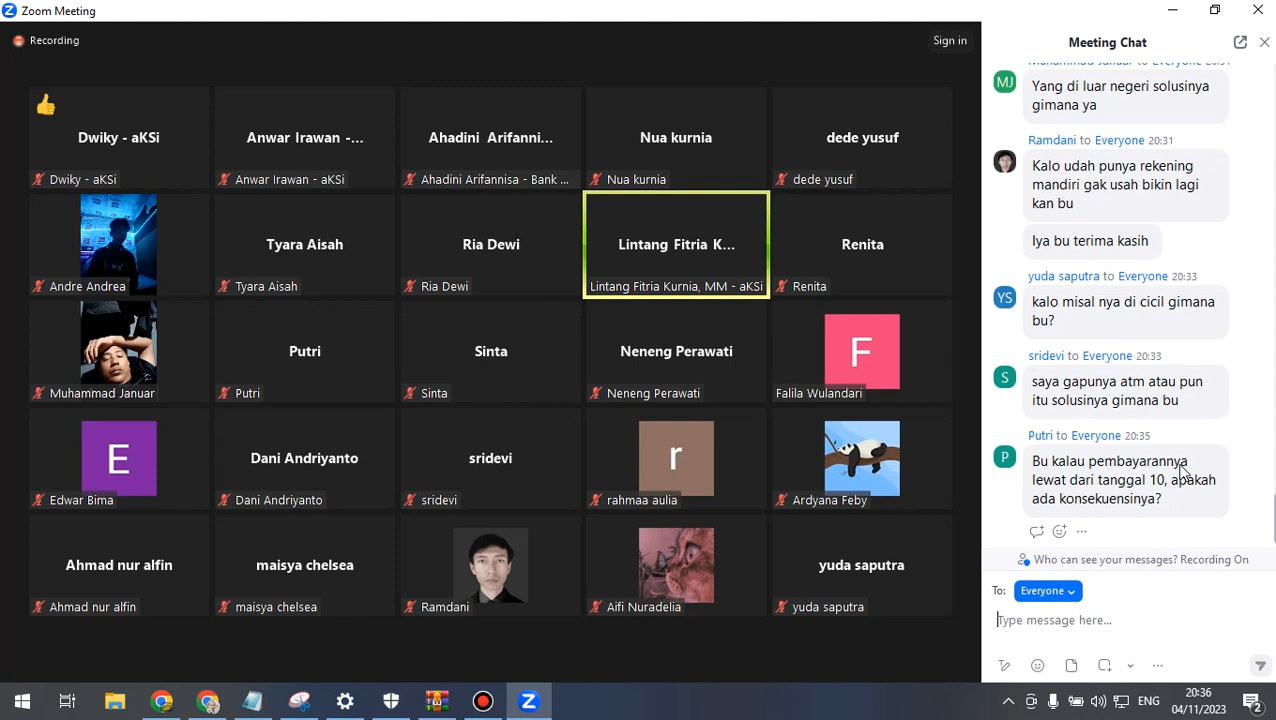 Zoom Meeting
Recording
Sign in
Dwiky - aKSi
Dwiky - aKSi
Anwar Irawan -...
Anwar Irawan - aKSi
Ahadini Arifanni...
Ahadini Arifannisa - Bank ...
Nua kurnia
Nua kurnia
dede yusuf
dede yusuf
Andre Andrea
Tyara Aisah
Tyara Aisah
Ria Dewi
Ria Dewi
Lintang Fitria K...
Lintang Fitria Kurnia, MM - aKSi
Renita
Renita
Muhammad Januar
Putri
Putri
Sinta
Sinta
Neneng Perawati
Neneng Perawati
F
Falila Wulandari
E
Edwar Bima
Dani Andriyanto
Dani Andriyanto
sridevi
sridevi
r
rahmaa aulia
Ardyana Feby
Ahmad nur alfin
Ahmad nur alfin
maisya chelsea
maisya chelsea
Ramdani
Aifi Nuradelia
yuda saputra
yuda saputra
Meeting Chat
MJ
Yang di luar negeri solusinya
gimana ya
Ramdani to Everyone 20:31
Kalo udah punya rekening
mandiri gak usah bikin lagi
kan bu
Iya bu terima kasih
yuda saputra to Everyone 20:33
YS
kalo misal nya di cicil gimana
bu?
sridevi to Everyone 20:33
S
saya gapunya atm atau pun
itu solusinya gimana bu
Putri to Everyone 20:35
P
Bu kalau pembayarannya
lewat dari tanggal 10, apakah
ada konsekuensinya?
Who can see your messages? Recording On
To: Everyone
Type message here...
ENG
20:36
04/11/2023
2